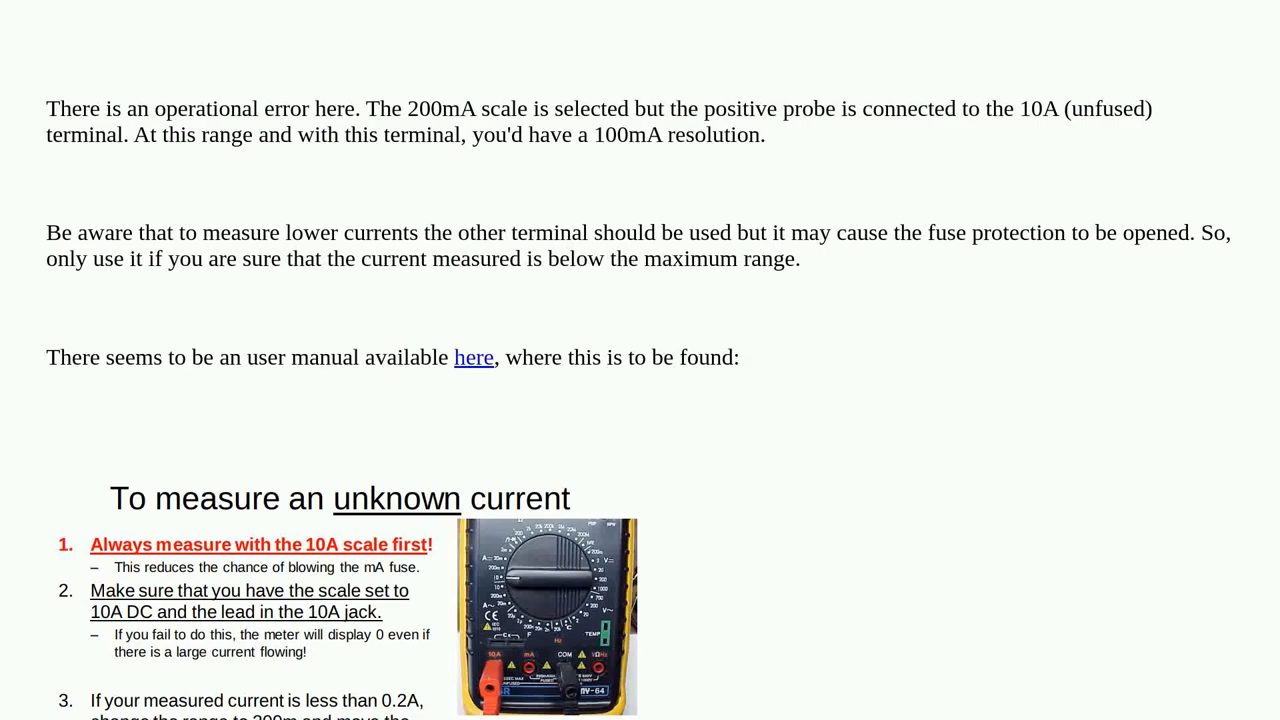 There is an operational error here. The 200mA scale is selected but the positive probe is connected to the 10A (unfused)
terminal. At this range and with this terminal, you'd have a 100mA resolution.
Be aware that to measure lower currents the other terminal should be used but it may cause the fuse protection to be opened. So,
only use it if you are sure that the current measured is below the maximum range.
There seems to be an user manual available here, where this is to be found:
To measure an unknown current
1. Always measure with the 10A scale first!
– This reduces the chance of blowing the mA fuse.
2. Make sure that you have the scale set to
10A DC and the lead in the 10A jack.
– If you fail to do this, the meter will display 0 even if
there is a large current flowing!
3. If your measured current is less than 0.2A,
TEMP
10A
mA
COM
VΩHz
MY-64